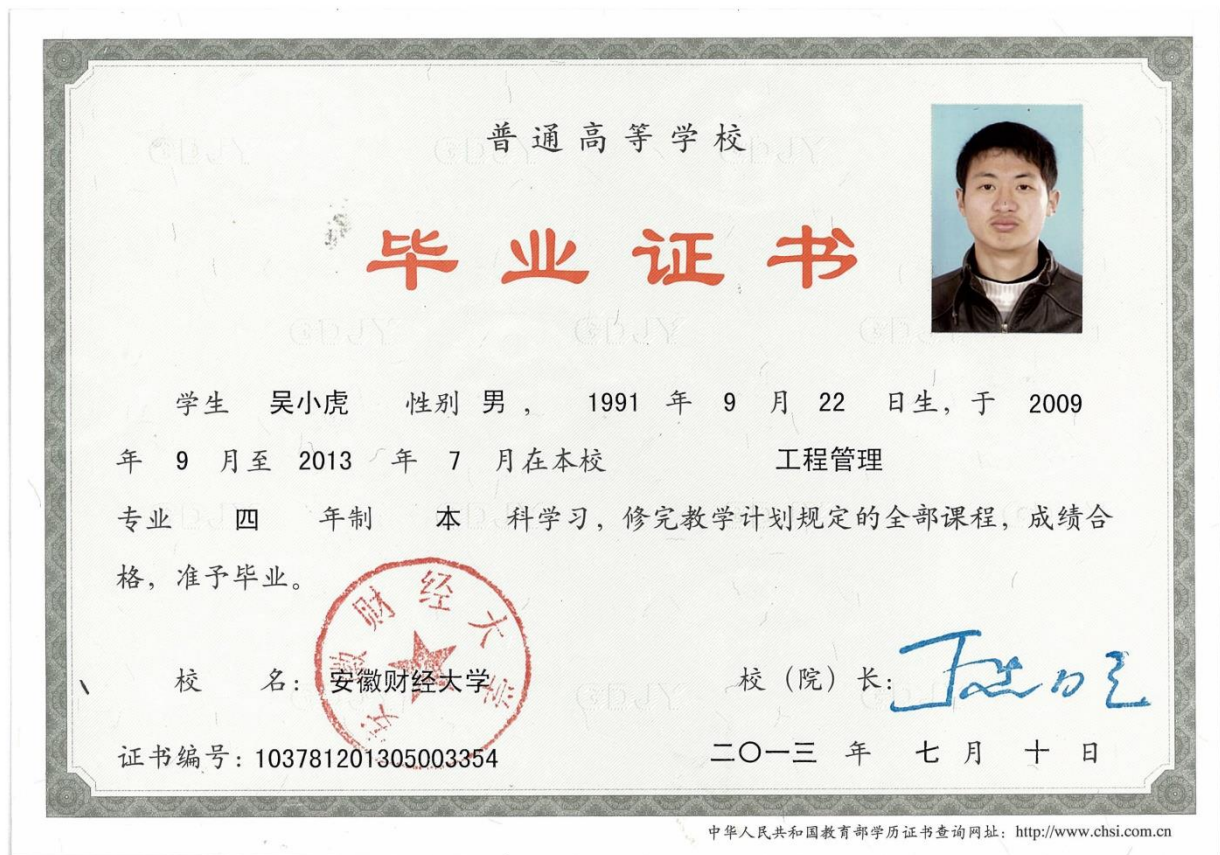 普通高等学校
毕业证书
学生 吴小虎 性别 男 ， 1991 年 9 月 22 日生，于 2009
年 9 月至 2013 年 7 月在本校 工程管理
专业 四 年制 本 科学习，修完教学计划规定的全部课程，成绩合
格，准予毕业。
安徽财经大学
校 名：安徽财经大学 校（院）长：
证书编号：103781201305003354 二〇一三 年 七 月 十 日
中华人民共和国教育部学历证书查询网址：http://www.chsi.com.cn